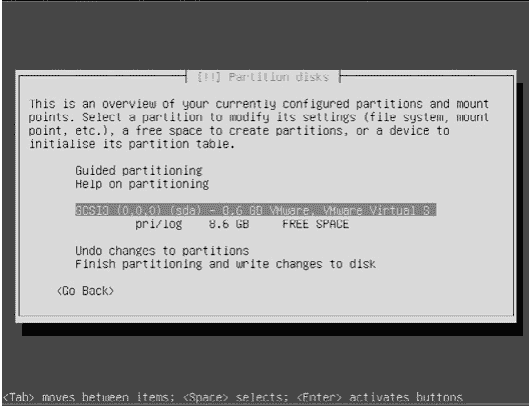 [!!] Partition disks
This is an overview of your currently configured partitions and mount
points. Select a partition to modify its settings (file system, mount
point, etc.), a free space to create partitions, or a device to
initialise its partition table.
Guided partitioning
Help on partitioning
SCSI3 (0,0,0) (sda) - 8.6 GB VMware, VMware Virtual S
pri/log 8.6 GB FREE SPACE
Undo changes to partitions
Finish partitioning and write changes to disk
<Go Back>
<Tab> moves between items; <Space> selects; <Enter> activates buttons